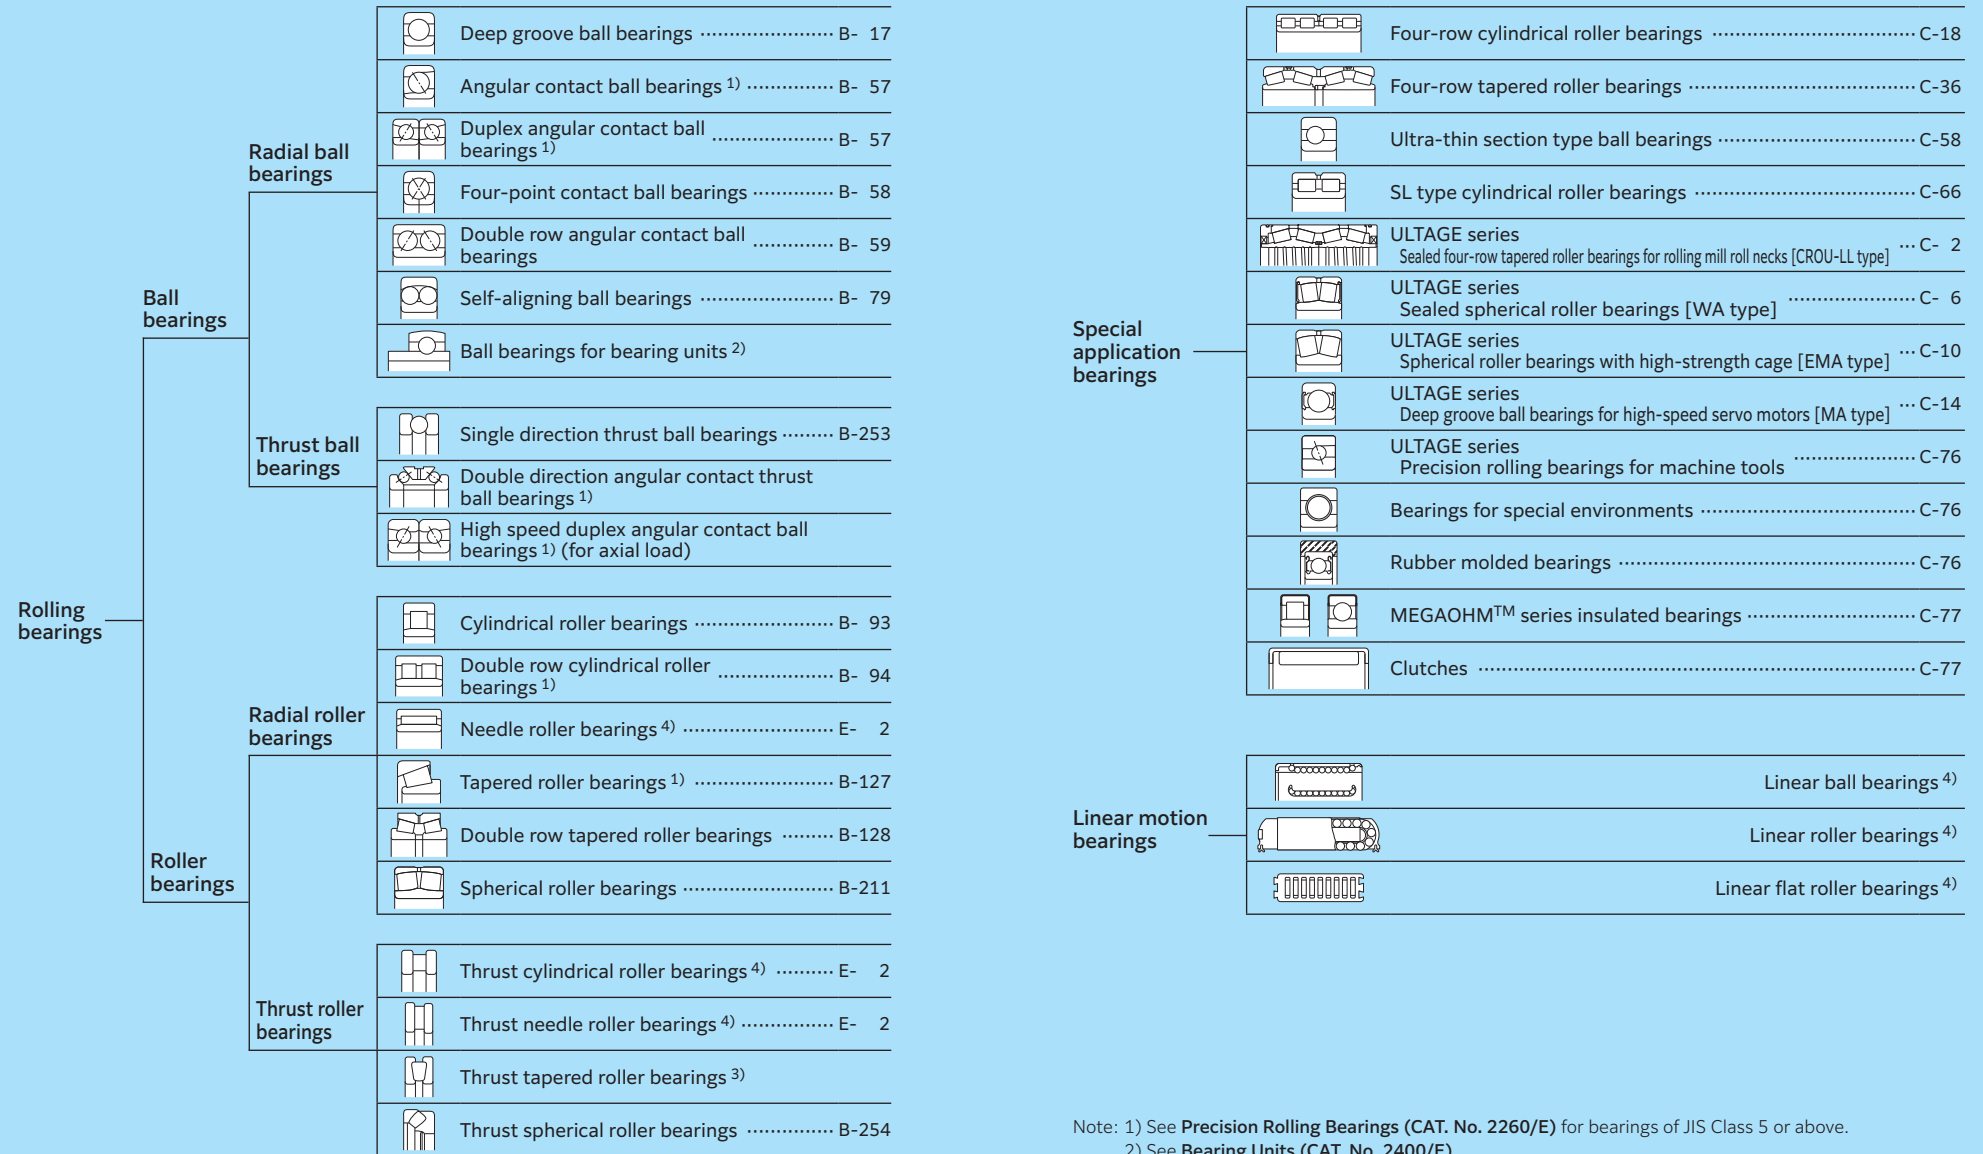 Rolling
bearings
Ball
bearings
Radial ball
bearings
Deep groove ball bearings ······················ B- 17
Angular contact ball bearings 1) ··············· B- 57
Duplex angular contact ball
bearings 1) ···················· B- 57
Four-point contact ball bearings ·············· B- 58
Double row angular contact ball
bearings ·············· B- 59
Self-aligning ball bearings ······················· B- 79
Ball bearings for bearing units 2)
Thrust ball
bearings
Single direction thrust ball bearings ········· B-253
Double direction angular contact thrust
ball bearings 1)
High speed duplex angular contact ball
bearings 1) (for axial load)
Roller
bearings
Radial roller
bearings
Cylindrical roller bearings ························ B- 93
Double row cylindrical roller
bearings 1) ···················· B- 94
Needle roller bearings 4) ·························· E- 2
Tapered roller bearings 1) ························ B-127
Double row tapered roller bearings ········· B-128
Spherical roller bearings ·························· B-211
Thrust roller
bearings
Thrust cylindrical roller bearings 4) ·········· E- 2
Thrust needle roller bearings 4) ················ E- 2
Thrust tapered roller bearings 3)
Thrust spherical roller bearings ··············· B-254
Special
application
bearings
Four-row cylindrical roller bearings ··································· C-18
Four-row tapered roller bearings ······································· C-36
Ultra-thin section type ball bearings ··································· C-58
SL type cylindrical roller bearings ······································ C-66
ULTAGE series
Sealed four-row tapered roller bearings for rolling mill roll necks [CROU-LL type] ··· C- 2
ULTAGE series
Sealed spherical roller bearings [WA type] ······················ C- 6
ULTAGE series
Spherical roller bearings with high-strength cage [EMA type] ··· C-10
ULTAGE series
Deep groove ball bearings for high-speed servo motors [MA type] ··· C-14
ULTAGE series
Precision rolling bearings for machine tools ····················· C-76
Bearings for special environments ····································· C-76
Rubber molded bearings ··················································· C-76
MEGAOHM™ series insulated bearings ····························· C-77
Clutches ··········································································· C-77
Linear motion
bearings
Linear ball bearings 4)
Linear roller bearings 4)
Linear flat roller bearings 4)
Note: 1) See Precision Rolling Bearings (CAT. No. 2260/E) for bearings of JIS Class 5 or above.
2) See Bearing Units (CAT. No. 2400/E)